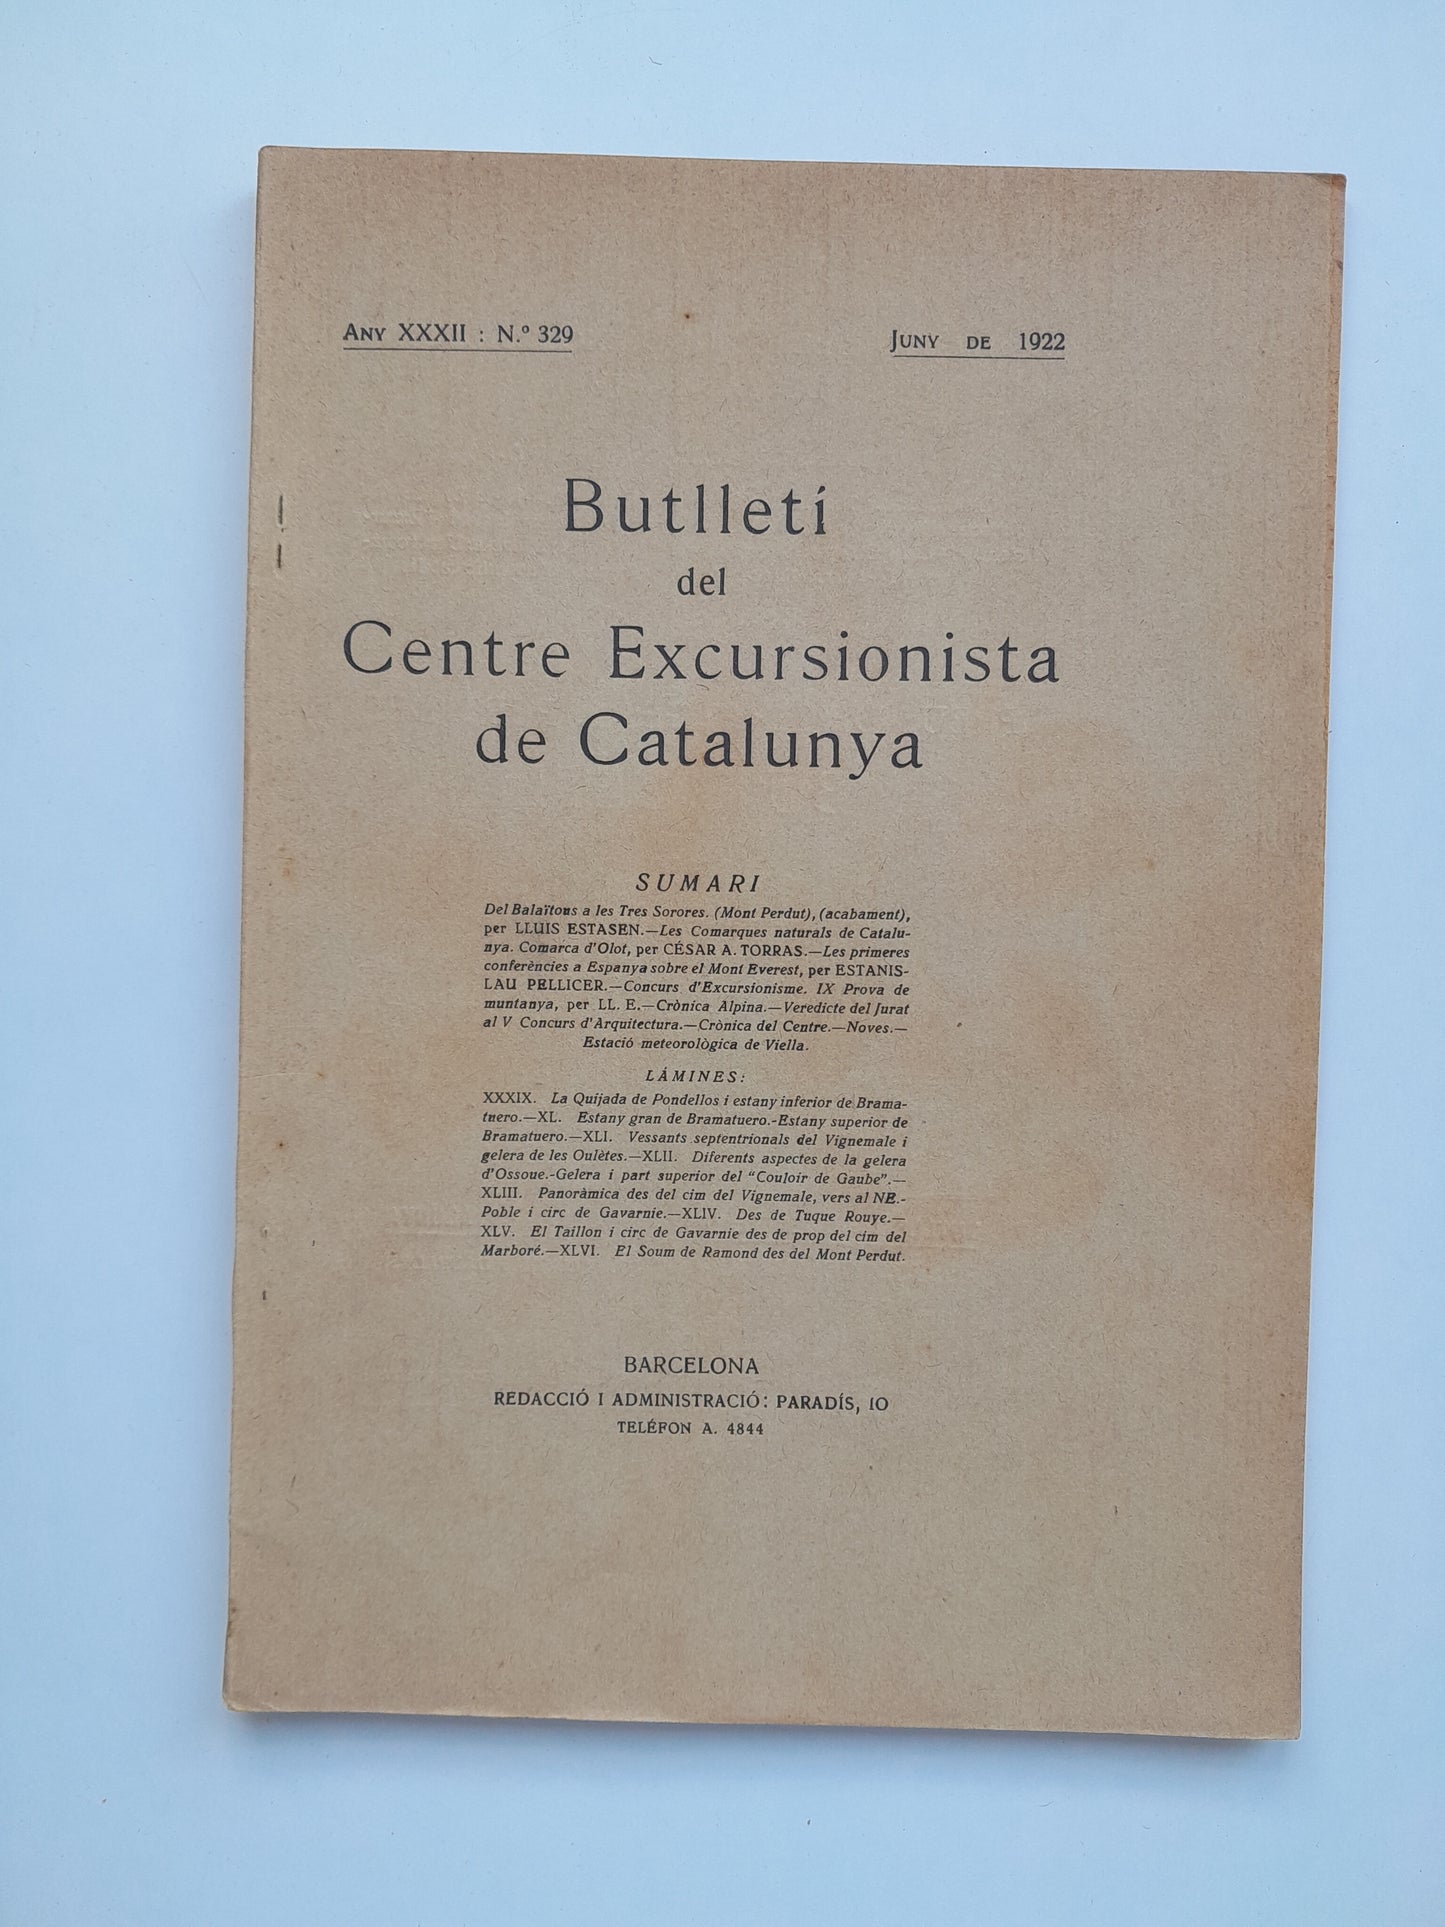 ANY XXXII : N.º 329
JUNY DE 1922
Butlletí
del
Centre Excursionista
de Catalunya
SUMARI
Del Balaïtous a les Tres Sorores. (Mont Perdut), (acabament),
per LLUIS ESTASEN.—Les Comarques naturals de Catalu-
nya. Comarca d'Olot, per CÉSAR A. TORRAS.—Les primeres
conferències a Espanya sobre el Mont Everest, per ESTANIS-
LAU PELLICER.—Concurs d'Excursionisme. IX Prova de
muntanya, per LL. E.—Crònica Alpina.—Veredicte del Jurat
al V Concurs d'Arquitectura.—Crònica del Centre.—Noves.—
Estació meteorològica de Viella.
LÁMINES:
XXXIX. La Quijada de Pondellos i estany inferior de Brama-
tuero.—XL. Estany gran de Bramatuero.-Estany superior de
Bramatuero.—XLI. Vessants septentrionals del Vignemale i
gelera de les Oulètes.—XLII. Diferents aspectes de la gelera
d'Ossoue.-Gelera i part superior del "Couloir de Gaube".—
XLIII. Panoràmica des del cim del Vignemale, vers al NE.-
Poble i circ de Gavarnie.—XLIV. Des de Tuque Rouye.—
XLV. El Taillon i circ de Gavarnie des de prop del cim del
Marboré.—XLVI. El Soum de Ramond des del Mont Perdut.
BARCELONA
REDACCIÓ I ADMINISTRACIÓ: PARADÍS, 10
TELÉFON A. 4844